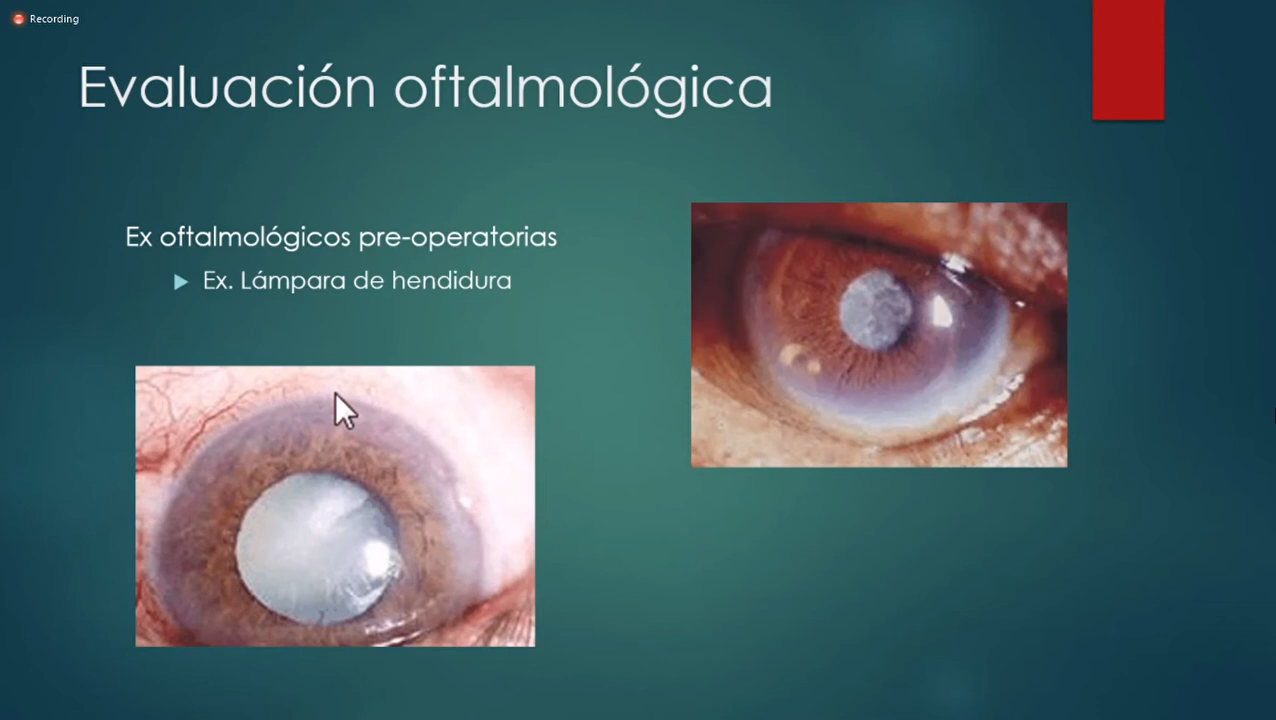 Recording
Evaluación oftalmológica
Ex oftalmológicos pre-operatorias
Ex. Lámpara de hendidura